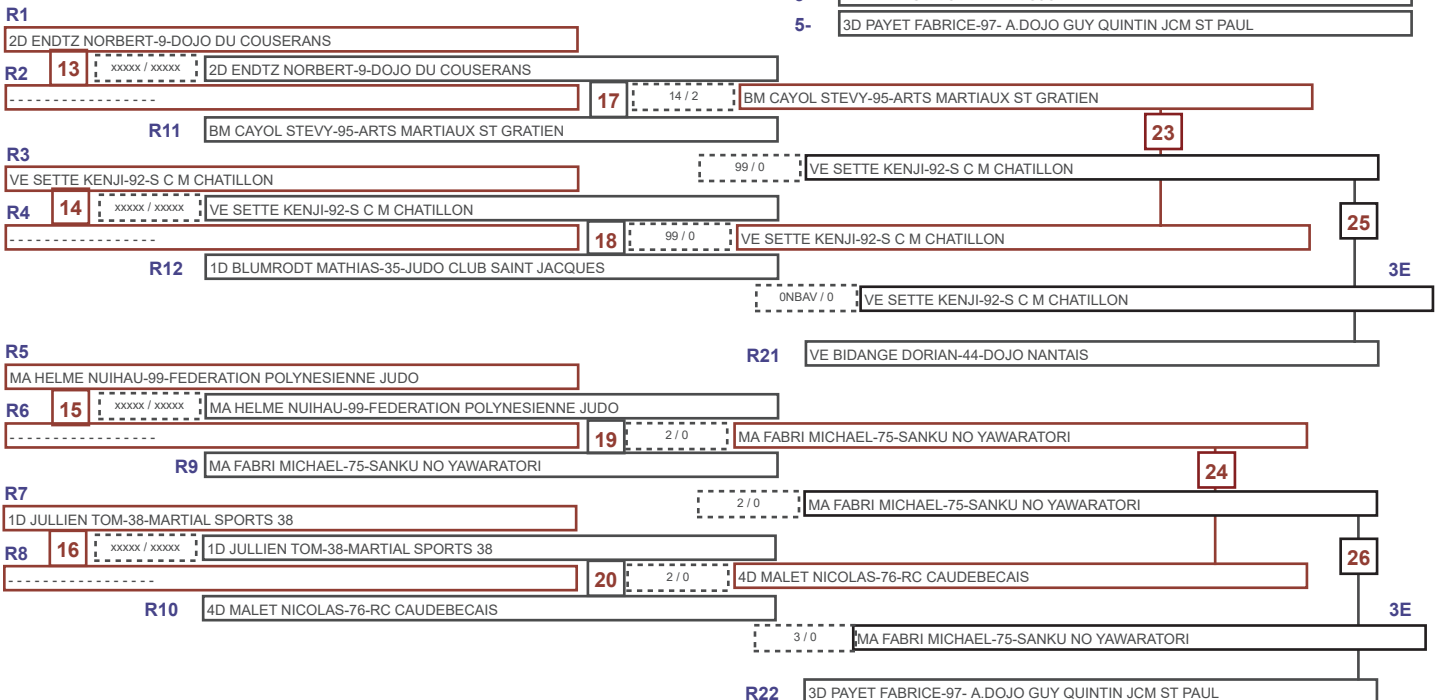 5- 3D PAYET FABRICE-97- A.DOJO GUY QUINTIN JCM ST PAUL
R1
2D ENDTZ NORBERT-9-DOJO DU COUSERANS
R2 13 xxxxx / xxxxx 2D ENDTZ NORBERT-9-DOJO DU COUSERANS
- - - - - - - - - - - - - - - - - 17 14 / 2 BM CAYOL STEVY-95-ARTS MARTIAUX ST GRATIEN
R11 BM CAYOL STEVY-95-ARTS MARTIAUX ST GRATIEN
23
R3
99 / 0 VE SETTE KENJI-92-S C M CHATILLON
VE SETTE KENJI-92-S C M CHATILLON
R4 14 xxxxx / xxxxx VE SETTE KENJI-92-S C M CHATILLON
25
- - - - - - - - - - - - - - - - - 18 99 / 0 VE SETTE KENJI-92-S C M CHATILLON
R12 1D BLUMRODT MATHIAS-35-JUDO CLUB SAINT JACQUES
3E
0NBAV / 0 VE SETTE KENJI-92-S C M CHATILLON
R5
R21 VE BIDANGE DORIAN-44-DOJO NANTAIS
MA HELME NUIHAU-99-FEDERATION POLYNESIENNE JUDO
R6 15 xxxxx / xxxxx MA HELME NUIHAU-99-FEDERATION POLYNESIENNE JUDO
- - - - - - - - - - - - - - - - - 19 2 / 0 MA FABRI MICHAEL-75-SANKU NO YAWARATORI
R9 MA FABRI MICHAEL-75-SANKU NO YAWARATORI
24
R7
2 / 0 MA FABRI MICHAEL-75-SANKU NO YAWARATORI
1D JULLIEN TOM-38-MARTIAL SPORTS 38
R8 16 xxxxx / xxxxx 1D JULLIEN TOM-38-MARTIAL SPORTS 38
26
- - - - - - - - - - - - - - - - - 20 2 / 0 4D MALET NICOLAS-76-RC CAUDEBECAIS
R10 4D MALET NICOLAS-76-RC CAUDEBECAIS
3E
3 / 0 MA FABRI MICHAEL-75-SANKU NO YAWARATORI
R22 3D PAYET FABRICE-97- A.DOJO GUY QUINTIN JCM ST PAUL